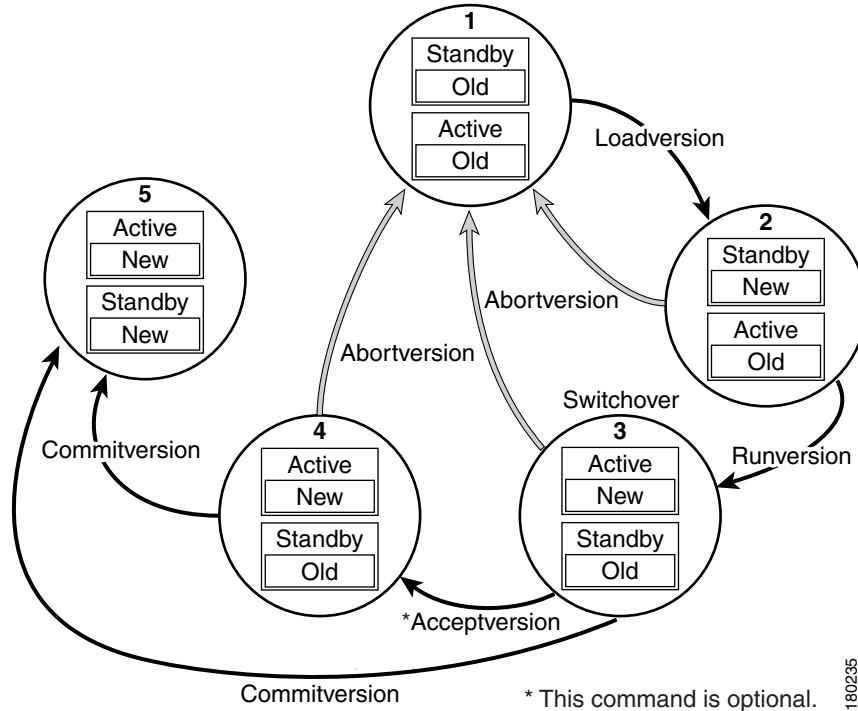 1
Standby
Old
Active
Old
Loadversion
5
Active
New
Standby
New
2
Standby
New
Active
Old
Abortversion
Abortversion
Switchover
4
Active
New
Standby
Old
3
Active
New
Standby
Old
Commitversion
Runversion
*Acceptversion
Commitversion
* This command is optional.
180235